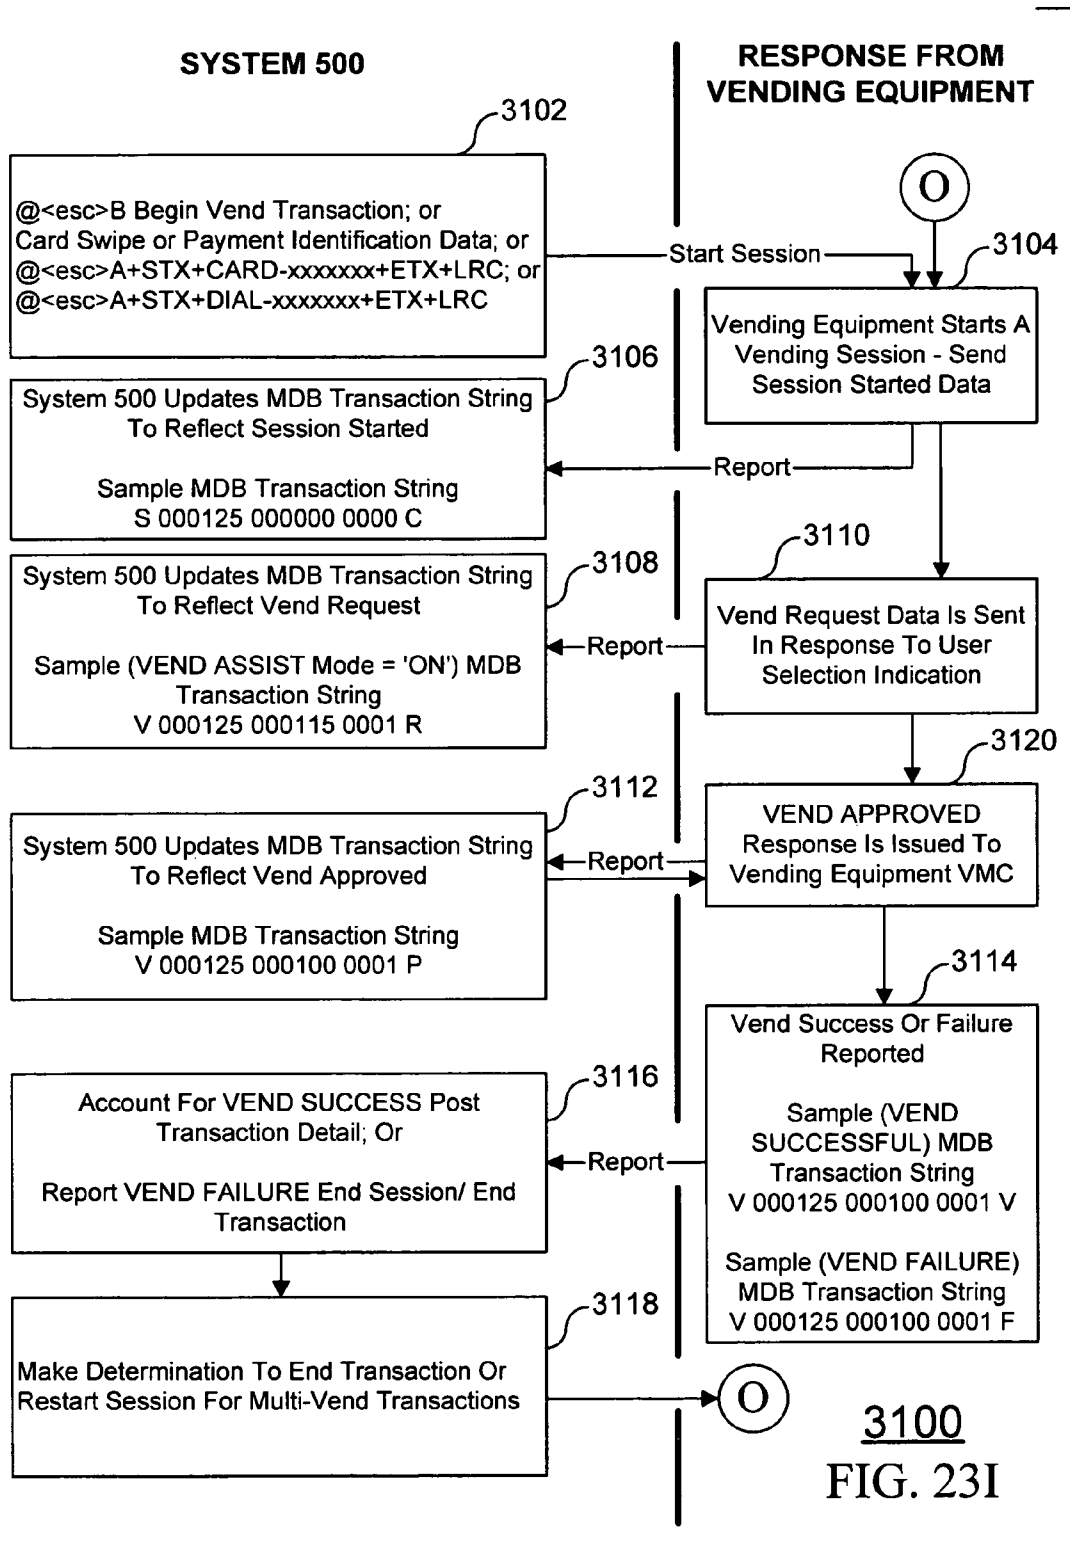 SYSTEM 500
RESPONSE FROM
VENDING EQUIPMENT
3102
@<esc>B Begin Vend Transaction; or
Card Swipe or Payment Identification Data; or
@<esc>A+STX+CARD-xxxxxxx+ETX+LRC; or
@<esc>A+STX+DIAL-xxxxxxx+ETX+LRC
O
Start Session
3104
Vending Equipment Starts A
Vending Session - Send
Session Started Data
3106
System 500 Updates MDB Transaction String
To Reflect Session Started
Sample MDB Transaction String
S 000125 000000 0000 C
Report
3108
System 500 Updates MDB Transaction String
To Reflect Vend Request
Sample (VEND ASSIST Mode = 'ON') MDB
Transaction String
V 000125 000115 0001 R
3110
Vend Request Data Is Sent
In Response To User
Selection Indication
Report
3112
System 500 Updates MDB Transaction String
To Reflect Vend Approved
Sample MDB Transaction String
V 000125 000100 0001 P
3120
VEND APPROVED
Response Is Issued To
Vending Equipment VMC
Report
3114
Vend Success Or Failure
Reported
Sample (VEND
SUCCESSFUL) MDB
Transaction String
V 000125 000100 0001 V
Sample (VEND FAILURE)
MDB Transaction String
V 000125 000100 0001 F
3116
Account For VEND SUCCESS Post
Transaction Detail; Or
Report VEND FAILURE End Session/ End
Transaction
Report
3118
Make Determination To End Transaction Or
Restart Session For Multi-Vend Transactions
O
3100
FIG. 23I